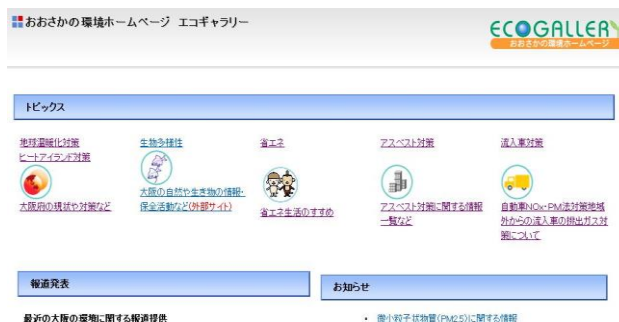 おおさかの環境ホームページ エコギャラリー
ECOGALLERY
おおさかの環境ホームページ
トピックス
地球温暖化対策
ヒートアイランド対策
大阪府の現状や対策など
生物多様性
大阪の自然や生き物の情報・
保全活動など(外部サイト)
省エネ
省エネ生活のすすめ
アスベスト対策
アスベスト対策に関する情報
一覧など
流入車対策
自動車NOx・PM法対策地域
外からの流入車の排出ガス対
策について
報道発表
お知らせ
最近の大阪の環境に関する報道提供
・ 微小粒子状物質(PM2.5)に関する情報